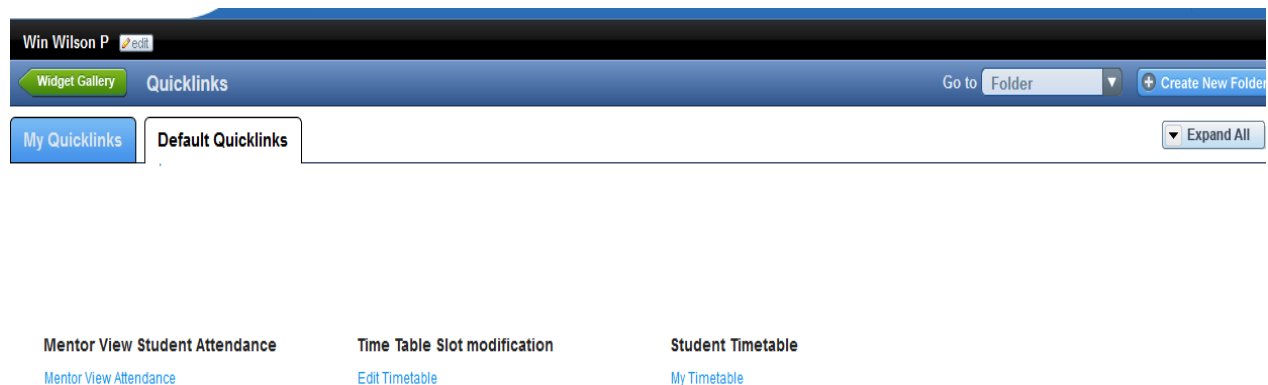 Win Wilson P edit
Widget Gallery Quicklinks Go to Folder Create New Folder
My Quicklinks Default Quicklinks Expand All
Mentor View Student Attendance Time Table Slot modification Student Timetable
Mentor View Attendance Edit Timetable My Timetable